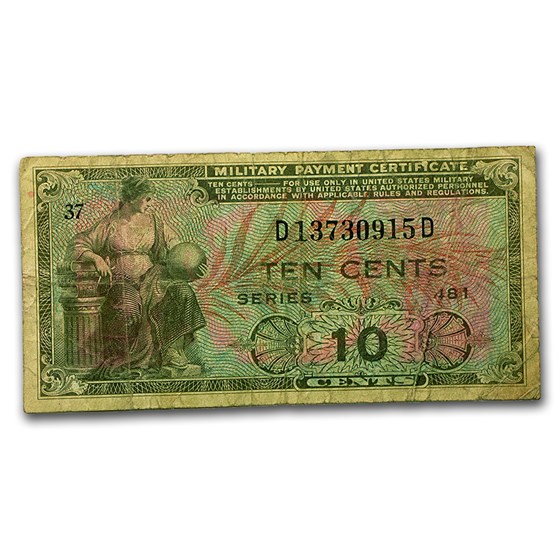 MILITARY PAYMENT CERTIFICATE
TEN CENTS — FOR USE ONLY IN UNITED STATES MILITARY
ESTABLISHMENTS BY UNITED STATES AUTHORIZED PERSONNEL
IN ACCORDANCE WITH APPLICABLE RULES AND REGULATIONS.
37
D13730915D
TEN CENTS
SERIES 481
10
CENTS